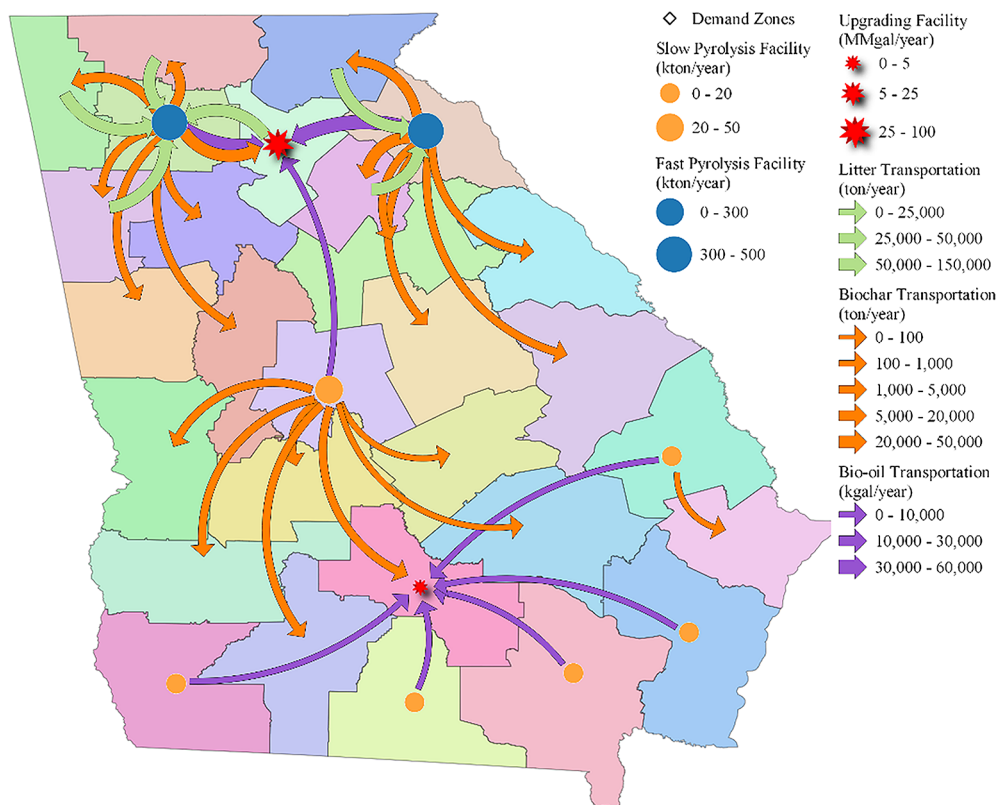 Demand Zones
Slow Pyrolysis Facility
(kton/year)
0 - 20
20 - 50
Fast Pyrolysis Facility
(kton/year)
0 - 300
300 - 500
Upgrading Facility
(MMgal/year)
0 - 5
5 - 25
25 - 100
Litter Transportation
(ton/year)
0 - 25,000
25,000 - 50,000
50,000 - 150,000
Biochar Transportation
(ton/year)
0 - 100
100 - 1,000
1,000 - 5,000
5,000 - 20,000
20,000 - 50,000
Bio-oil Transportation
(kgal/year)
0 - 10,000
10,000 - 30,000
30,000 - 60,000